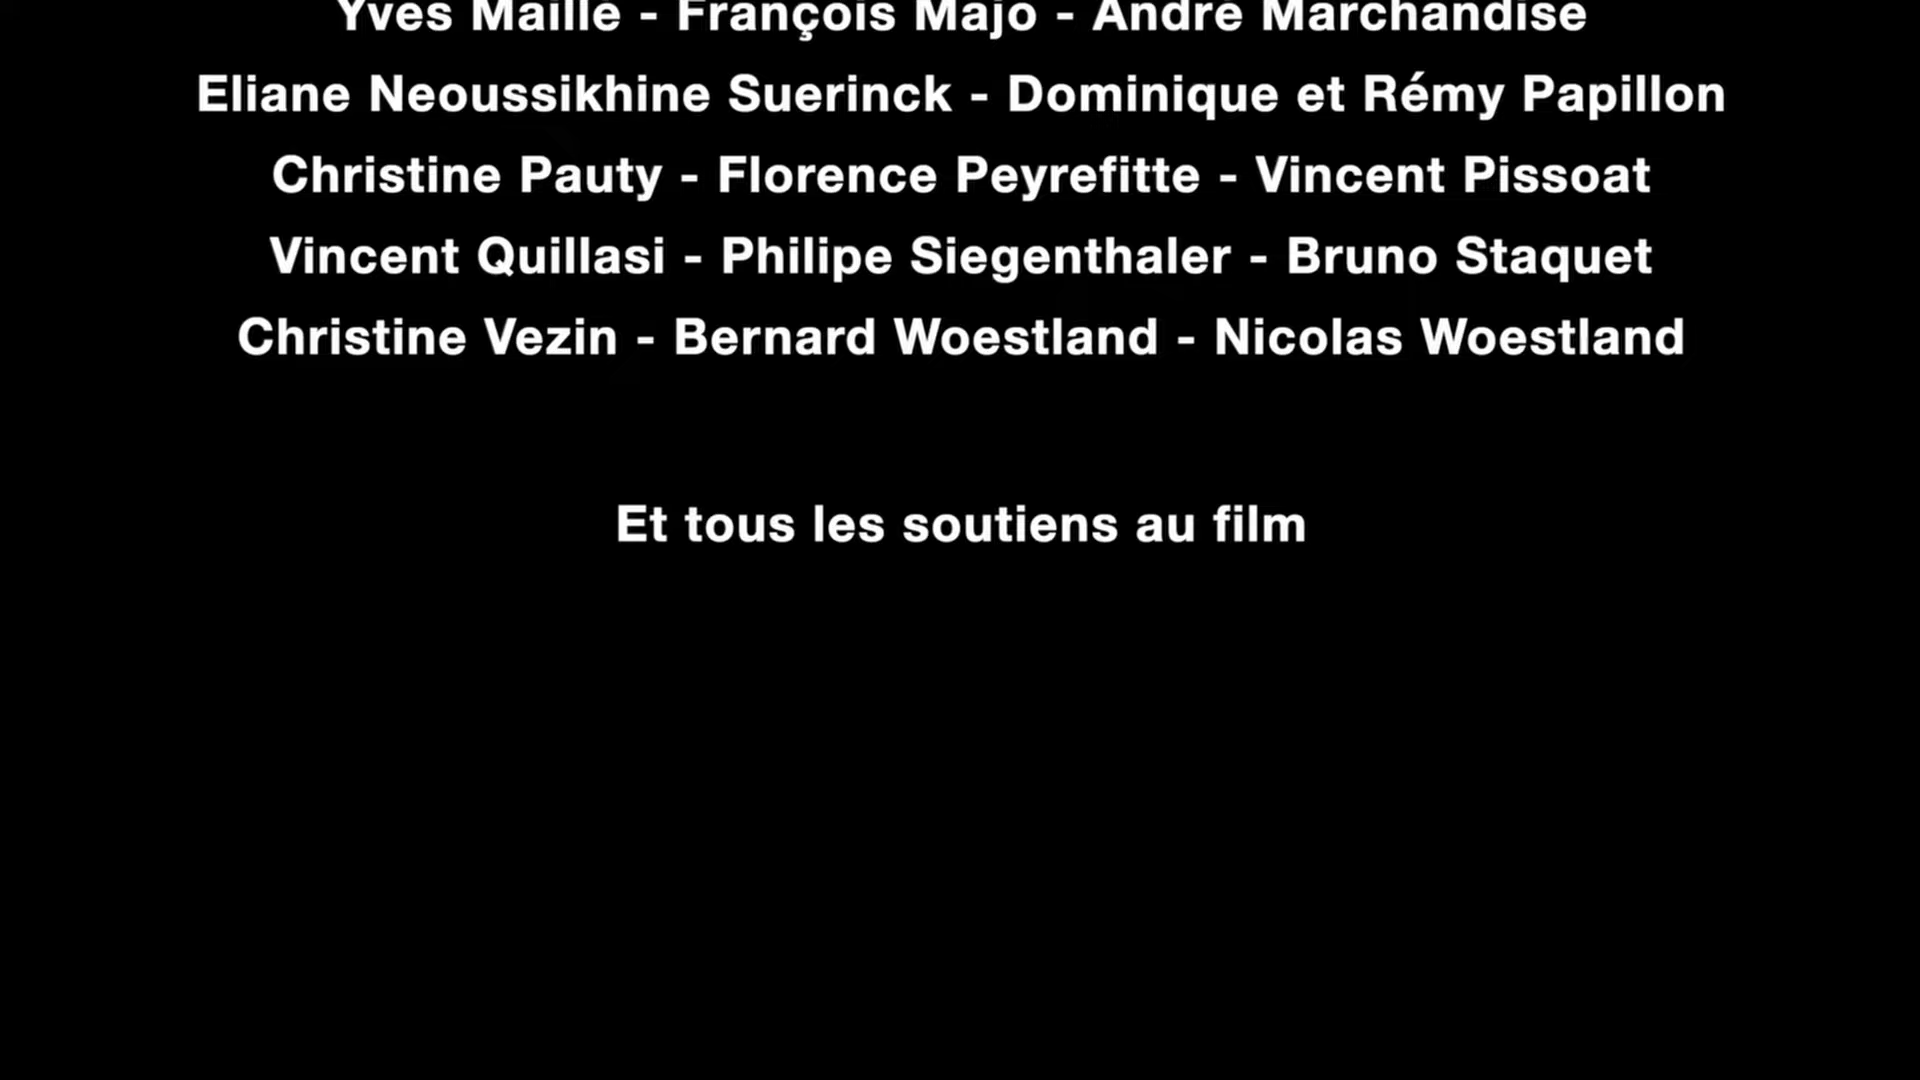 Yves Maille - François Majo - André Marchandise
Eliane Neoussikhine Suerinck - Dominique et Rémy Papillon
Christine Pauty - Florence Peyrefitte - Vincent Pissoat
Vincent Quillasi - Philipe Siegenthaler - Bruno Staquet
Christine Vezin - Bernard Woestland - Nicolas Woestland
Et tous les soutiens au film